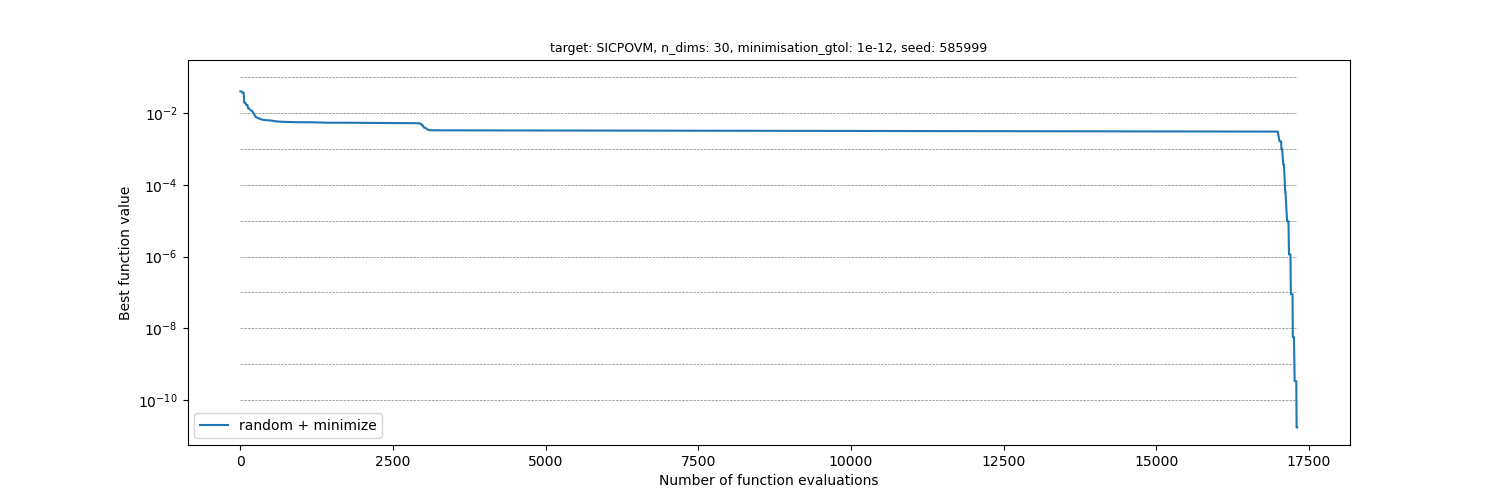 target: SICPOVM, n_dims: 30, minimisation_gtol: 1e-12, seed: 585999
Best function value
10⁻²
10⁻⁴
10⁻⁶
10⁻⁸
10⁻¹⁰
random + minimize
0 2500 5000 7500 10000 12500 15000 17500
Number of function evaluations